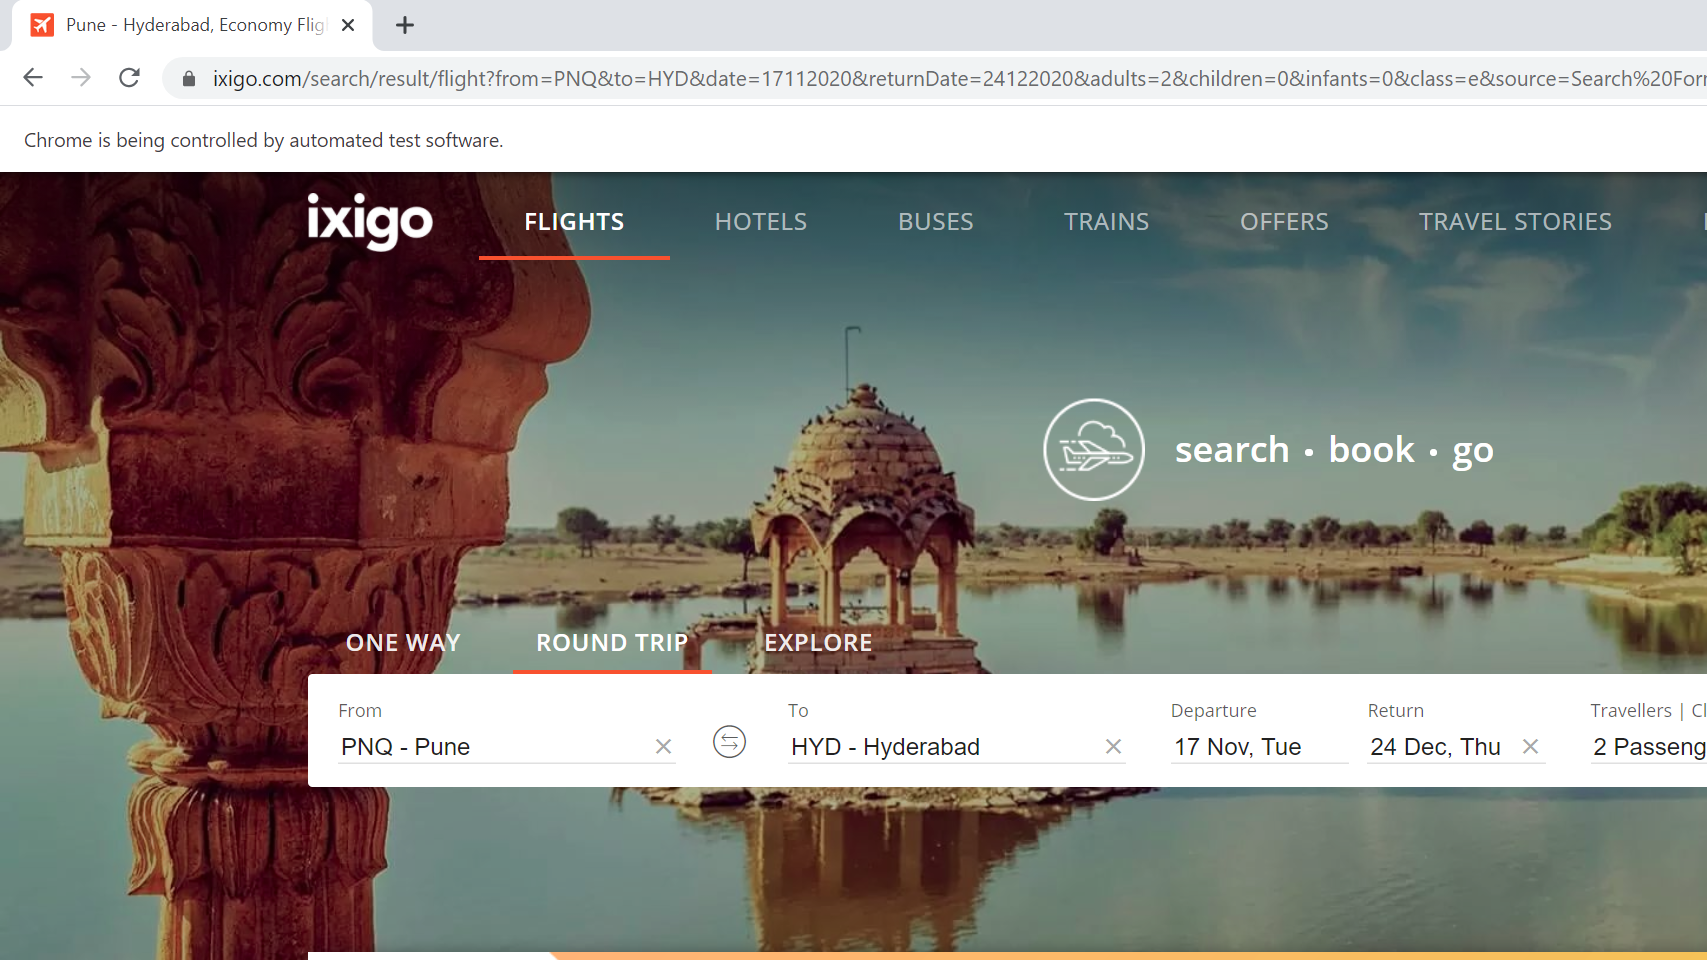 Pune - Hyderabad, Economy Flig
ixigo.com/search/result/flight?from=PNQ&to=HYD&date=17112020&returnDate=24122020&adults=2&children=0&infants=0&class=e&source=Search%20For
Chrome is being controlled by automated test software.
ixigo FLIGHTS HOTELS BUSES TRAINS OFFERS TRAVEL STORIES
search • book • go
ONE WAY ROUND TRIP EXPLORE
From To Departure Return Travellers | Cl
PNQ - Pune HYD - Hyderabad 17 Nov, Tue 24 Dec, Thu 2 Passeng